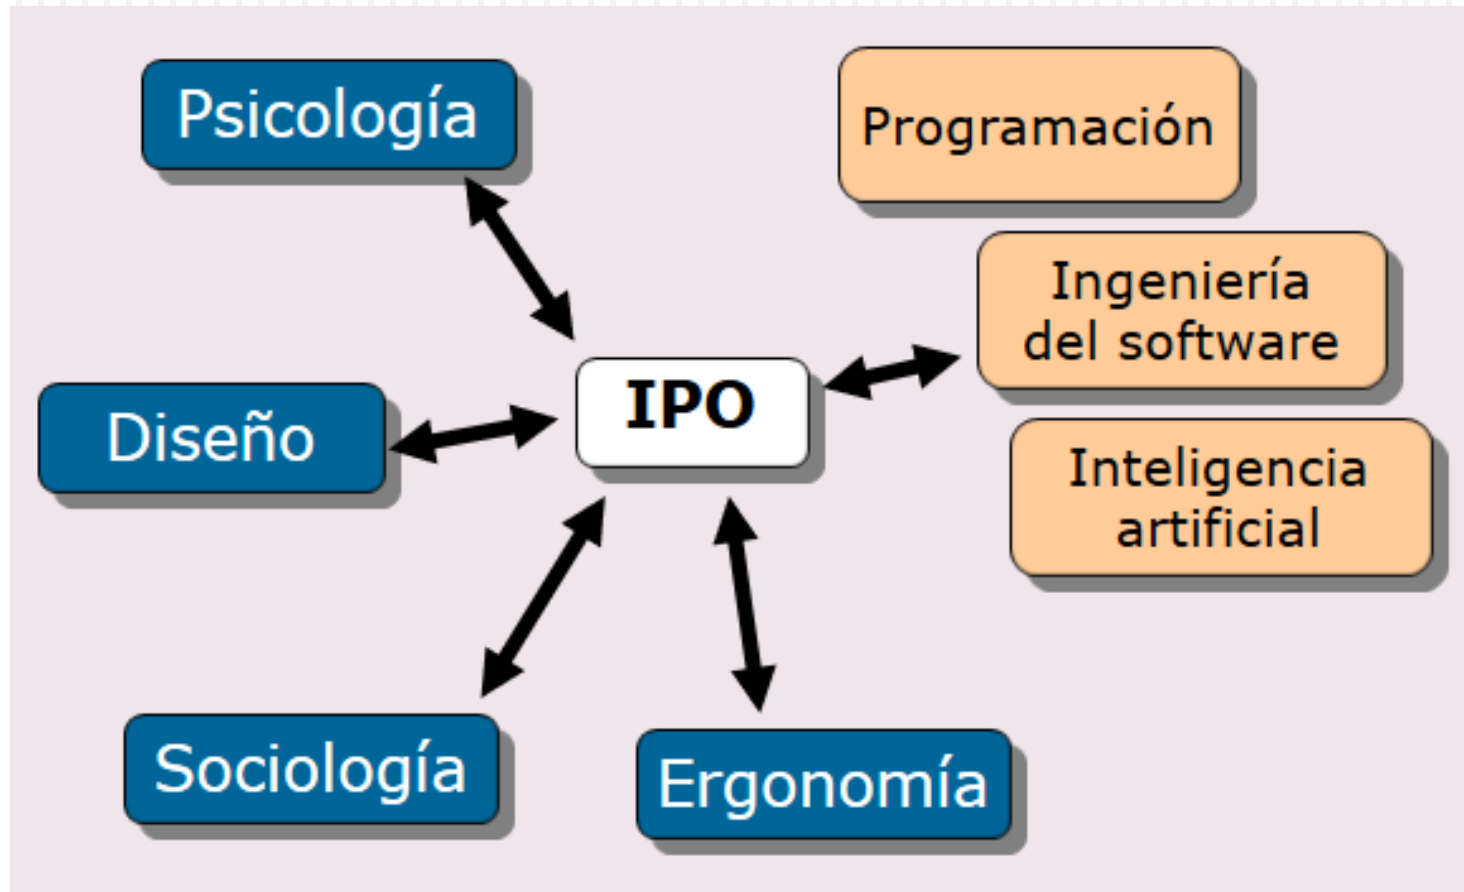 Psicología
Programación
Ingeniería
del software
IPO
Diseño
Inteligencia
artificial
Sociología
Ergonomía